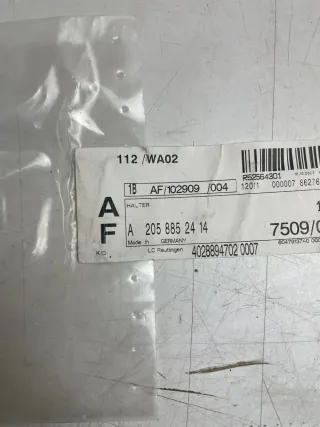 112 /WA02
R52564301
1B AF/102909 /004
12011 000007 86276
A
F
HALTER
A 205 885 24 14
7509/0
Made in GERMANY
LC Reutlingen
4028894702 0007